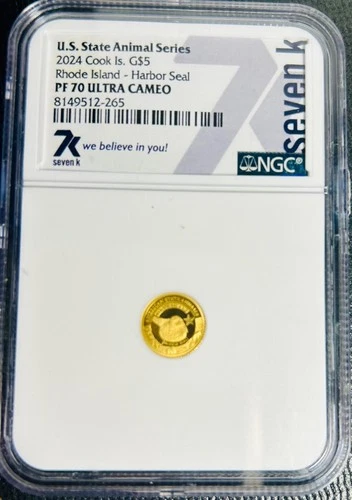 U.S. State Animal Series
2024 Cook Is. G$5
Rhode Island - Harbor Seal
PF 70 ULTRA CAMEO
8149512-265
7k we believe in you!
seven k
seven k
NGC®